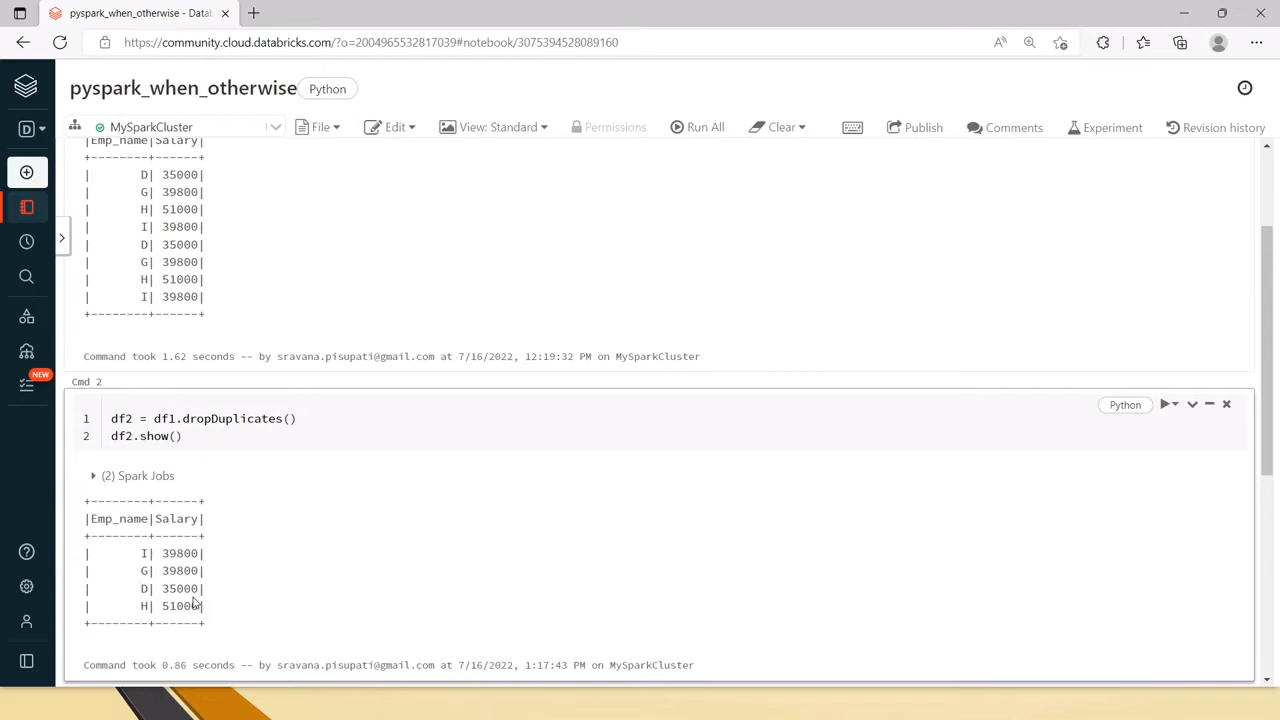 pyspark_when_otherwise - Datab
https://community.cloud.databricks.com/?o=2004965532817039#notebook/3075394528089160
pyspark_when_otherwise Python
D MySparkCluster File Edit View: Standard Permissions Run All Clear Publish Comments Experiment Revision history
|Emp_name|Salary|
+--------+------+
|       D| 35000|
|       G| 39800|
|       H| 51000|
|       I| 39800|
|       D| 35000|
|       G| 39800|
|       H| 51000|
|       I| 39800|
+--------+------+
Command took 1.62 seconds -- by sravana.pisupati@gmail.com at 7/16/2022, 12:19:32 PM on MySparkCluster
NEW
Cmd 2
Python
1 df2 = df1.dropDuplicates()
2 df2.show()
(2) Spark Jobs
+--------+------+
|Emp_name|Salary|
+--------+------+
|       I| 39800|
|       G| 39800|
|       D| 35000|
|       H| 51000|
+--------+------+
Command took 0.86 seconds -- by sravana.pisupati@gmail.com at 7/16/2022, 1:17:43 PM on MySparkCluster